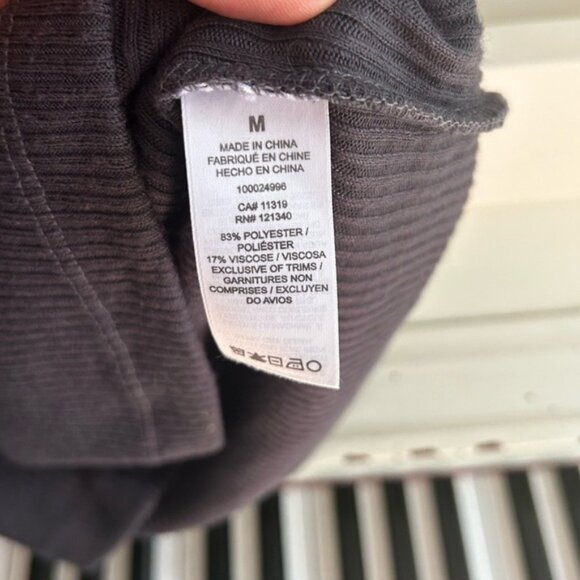 M
MADE IN CHINA
FABRIQUÉ EN CHINE
HECHO EN CHINA
100024996
CA# 11319
RN# 121340
83% POLYESTER /
POLIÉSTER
17% VISCOSE / VISCOSA
EXCLUSIVE OF TRIMS /
GARNITURES NON
COMPRISES / EXCLUYEN
DO AVIOS